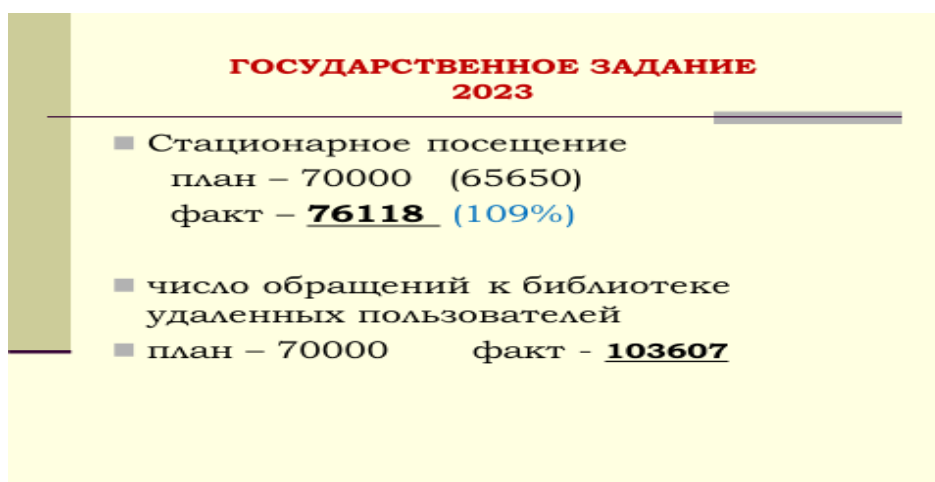 ГОСУДАРСТВЕННОЕ ЗАДАНИЕ
2023
Стационарное посещение
план – 70000 (65650)
факт – 76118 (109%)
число обращений к библиотеке
удаленных пользователей
план – 70000 факт - 103607